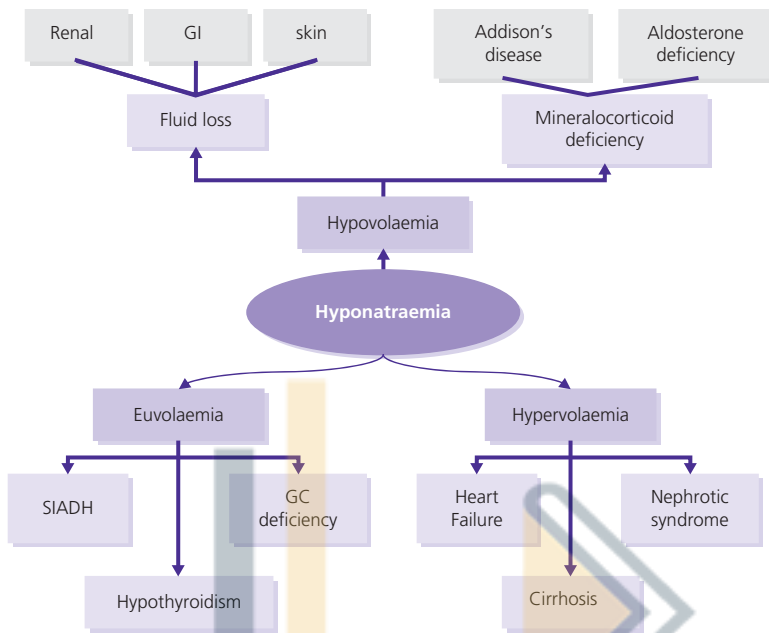 Renal
GI
skin
Addison's
disease
Aldosterone
deficiency
Fluid loss
Mineralocorticoid
deficiency
Hypovolaemia
Hyponatraemia
Euvolaemia
Hypervolaemia
SIADH
GC
deficiency
Heart
Failure
Nephrotic
syndrome
Hypothyroidism
Cirrhosis